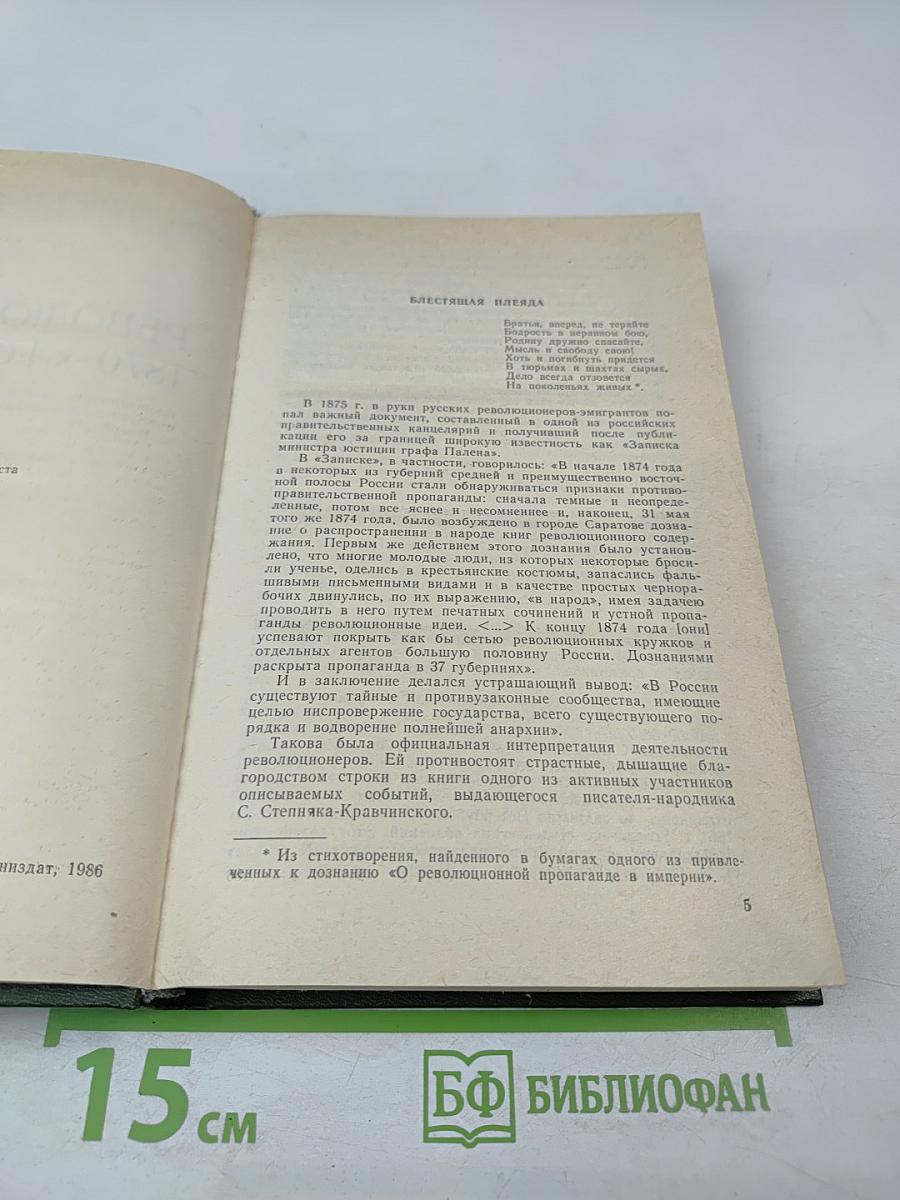 ста
низдат, 1986
БЛЕСТЯЩАЯ ПЛЕЯДА
Братья, вперед, не теряйте
Бодрость в неравном бою,
Родину дружно спасайте,
Мысль и свободу свою!
Хоть и погибнуть придется
В тюрьмах и шахтах сырых,
Дело всегда отзовется
На поколеньях живых*.
В 1875 г. в руки русских революционеров-эмигрантов по-
пал важный документ, составленный в одной из российских
правительственных канцелярий и получивший после публи-
кации его за границей широкую известность как «Записка
министра юстиции графа Палена».
В «Записке», в частности, говорилось: «В начале 1874 года
в некоторых из губерний средней и преимущественно восточ-
ной полосы России стали обнаруживаться признаки противо-
правительственной пропаганды: сначала темные и неопреде-
ленные, потом все яснее и несомненнее и, наконец, 31 мая
того же 1874 года, было возбуждено в городе Саратове дозна-
ние о распространении в народе книг революционного содер-
жания. Первым же действием этого дознания было установ-
лено, что многие молодые люди, из которых некоторые броси-
ли ученье, оделись в крестьянские костюмы, запаслись фаль-
шивыми письменными видами и в качестве простых чернора-
бочих двинулись, по их выражению, «в народ», имея задачею
проводить в него путем печатных сочинений и устной пропа-
ганды революционные идеи. <...> К концу 1874 года [они]
успевают покрыть как бы сетью революционных кружков и
отдельных агентов большую половину России. Дознаниями
раскрыта пропаганда в 37 губерниях».
И в заключение делался устрашающий вывод: «В России
существуют тайные и противузаконные сообщества, имеющие
целью ниспровержение государства, всего существующего по-
рядка и водворение полнейшей анархии».
Такова была официальная интерпретация деятельности
революционеров. Ей противостоят страстные, дышащие бла-
городством строки из книги одного из активных участников
описываемых событий, выдающегося писателя-народника
С. Степняка-Кравчинского.
* Из стихотворения, найденного в бумагах одного из привле-
ченных к дознанию «О революционной пропаганде в империи».
5
15 см
БФ БИБЛИОФАН